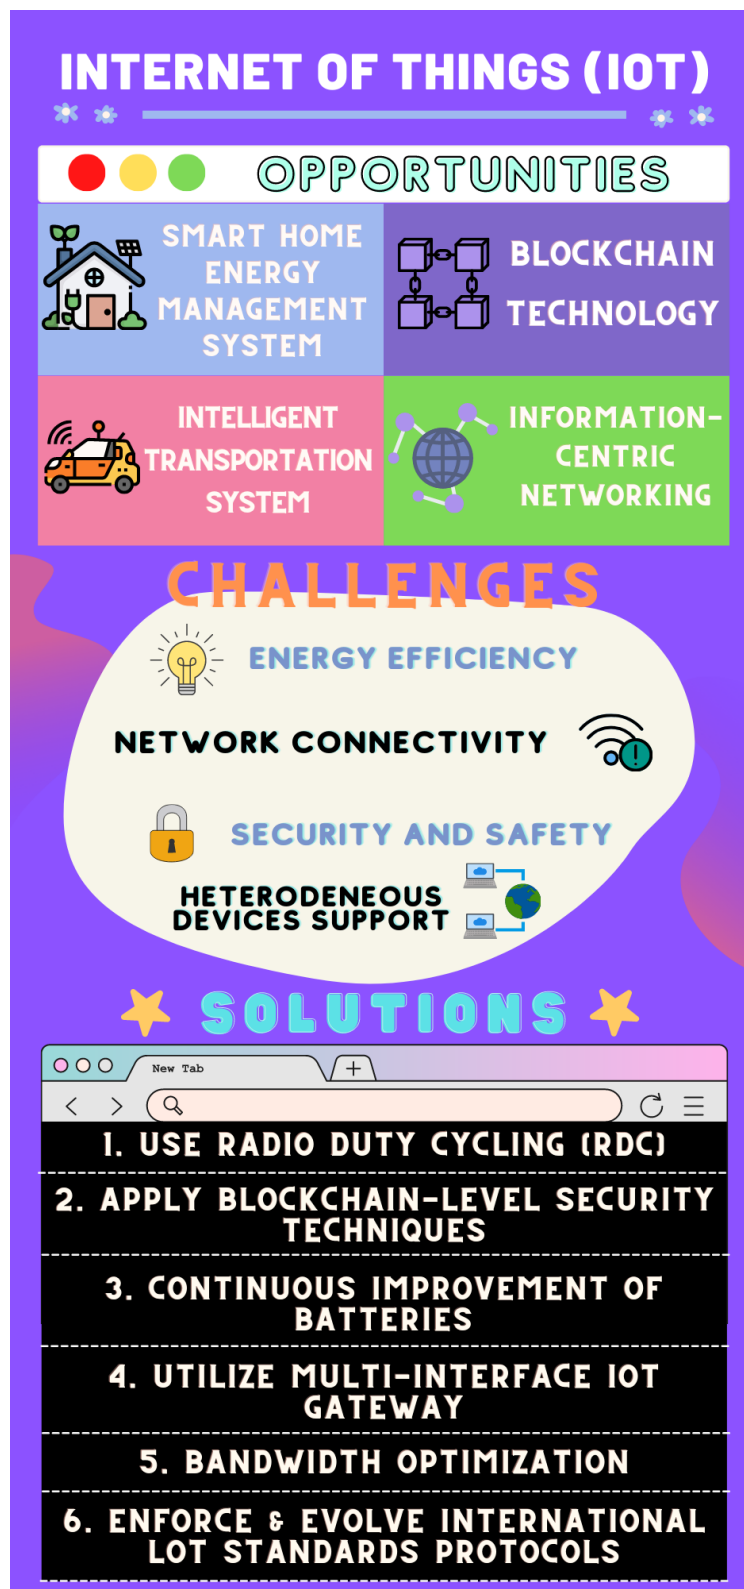 INTERNET OF THINGS (IOT)
OPPORTUNITIES
SMART HOME
ENERGY
MANAGEMENT
SYSTEM
BLOCKCHAIN
TECHNOLOGY
INTELLIGENT
TRANSPORTATION
SYSTEM
INFORMATION-
CENTRIC
NETWORKING
CHALLENGES
ENERGY EFFICIENCY
NETWORK CONNECTIVITY
SECURITY AND SAFETY
HETERODENEOUS
DEVICES SUPPORT
SOLUTIONS
New Tab
1. USE RADIO DUTY CYCLING (RDC)
2. APPLY BLOCKCHAIN-LEVEL SECURITY
TECHNIQUES
3. CONTINUOUS IMPROVEMENT OF
BATTERIES
4. UTILIZE MULTI-INTERFACE IOT
GATEWAY
5. BANDWIDTH OPTIMIZATION
6. ENFORCE & EVOLVE INTERNATIONAL
LOT STANDARDS PROTOCOLS